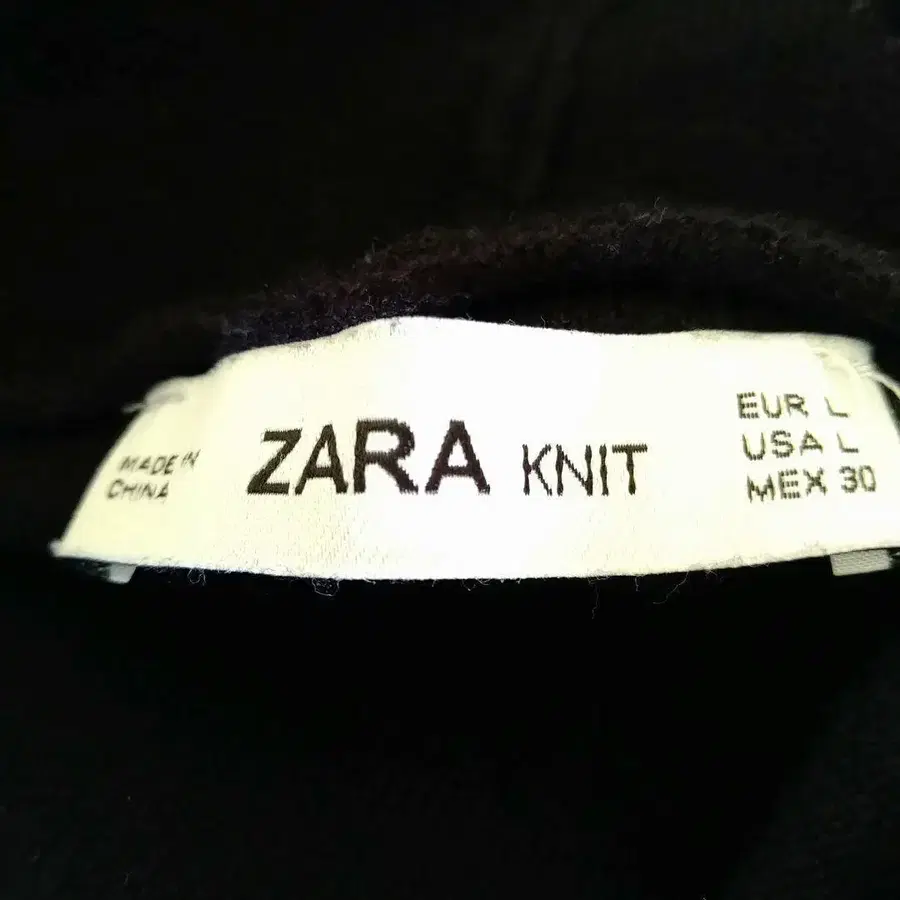 MADE IN
CHINA
ZARA KNIT
EUR L
USA L
MEX 30